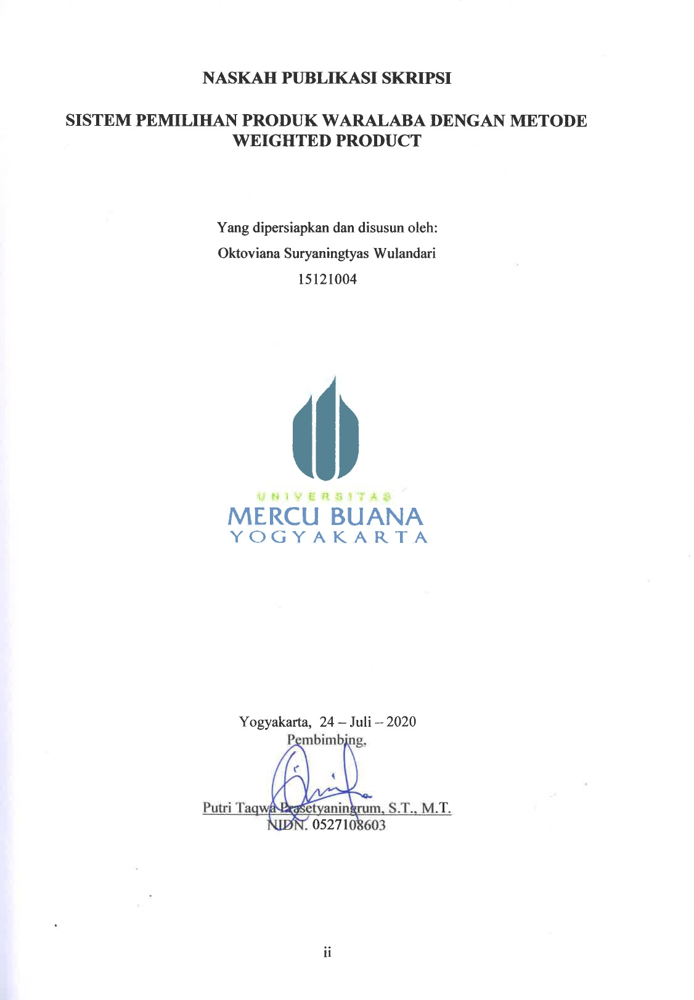 NASKAH PUBLIKASI SKRIPSI
SISTEM PEMILIHAN PRODUK WARALABA DENGAN METODE
WEIGHTED PRODUCT
Yang dipersiapkan dan disusun oleh:
Oktoviana Suryaningtyas Wulandari
15121004
UNIVERSITAS
MERCU BUANA
YOGYAKARTA
Yogyakarta, 24 – Juli – 2020
Pembimbing,
Putri Taqwa Prasetyaningrum, S.T., M.T.
NIDN. 0527108603
ii